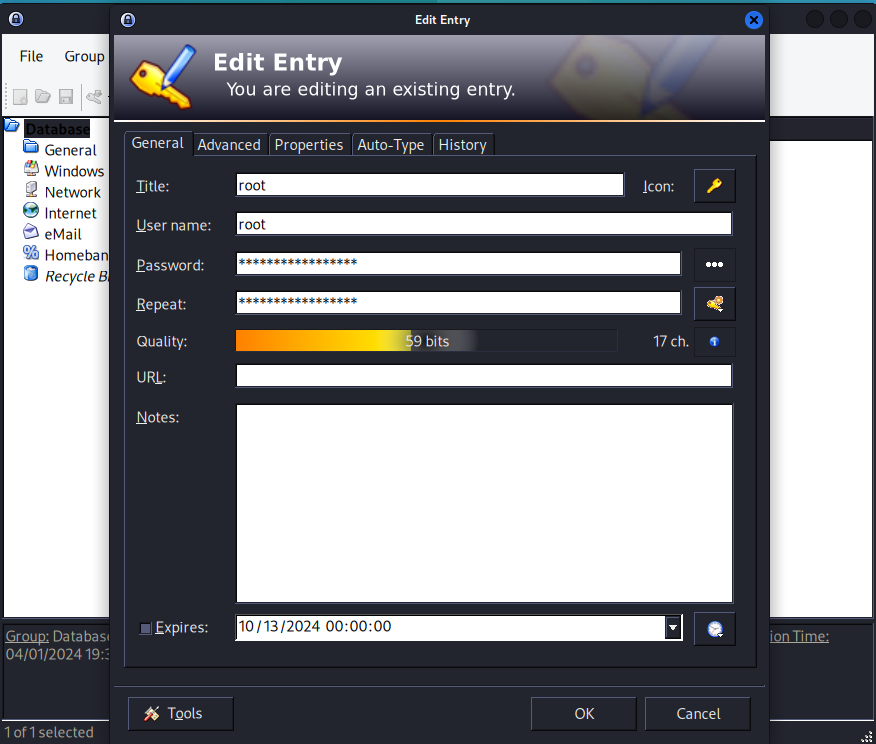 Edit Entry
File Group
Edit Entry
You are editing an existing entry.
Database
General
Windows
Network
Internet
eMail
Homeban
Recycle B
General Advanced Properties Auto-Type History
Title: root Icon:
User name: root
Password: ***************** •••
Repeat: *****************
Quality: 59 bits 17 ch.
URL:
Notes:
Expires: 10/13/2024 00:00:00
Group: Database
ion Time:
04/01/2024 19:3
Tools OK Cancel
1 of 1 selected